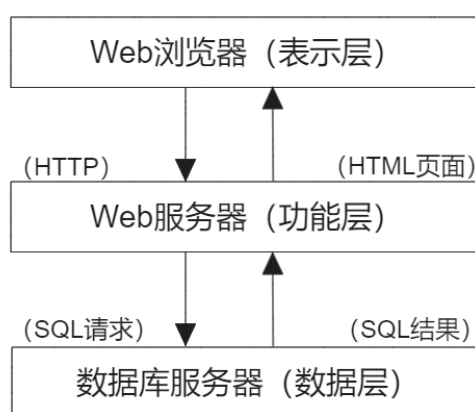 Web浏览器（表示层）
（HTTP）
（HTML页面）
Web服务器（功能层）
（SQL请求）
（SQL结果）
数据库服务器（数据层）